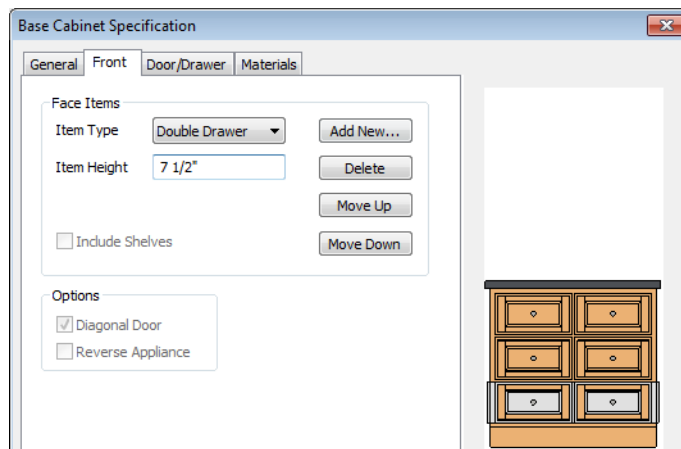 Base Cabinet Specification
General Front Door/Drawer Materials
Face Items
Item Type Double Drawer Add New...
Item Height 7 1/2" Delete
Move Up
Include Shelves Move Down
Options
Diagonal Door
Reverse Appliance